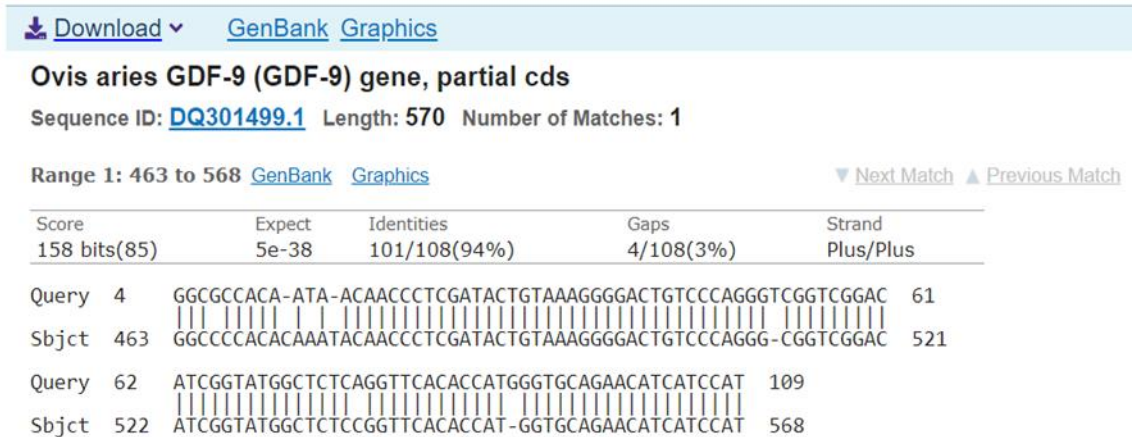 Download GenBank Graphics
Ovis aries GDF-9 (GDF-9) gene, partial cds
Sequence ID: DQ301499.1 Length: 570 Number of Matches: 1
Range 1: 463 to 568 GenBank Graphics ▼ Next Match ▲ Previous Match
Score Expect Identities Gaps Strand
158 bits(85) 5e-38 101/108(94%) 4/108(3%) Plus/Plus
Query 4 GGCGCCACA-ATA-ACAACCCTCGATACTGTAAAGGGGACTGTCCCAGGGTCGGTCGGAC 61
Sbjct 463 GGCCCCACACAAATACAACCCTCGATACTGTAAAGGGGACTGTCCCAGGG-CGGTCGGAC 521
Query 62 ATCGGTATGGCTCTCAGGTTCACACCATGGGTGCAGAACATCATCCAT 109
Sbjct 522 ATCGGTATGGCTCTCCGGTTCACACCAT-GGTGCAGAACATCATCCAT 568